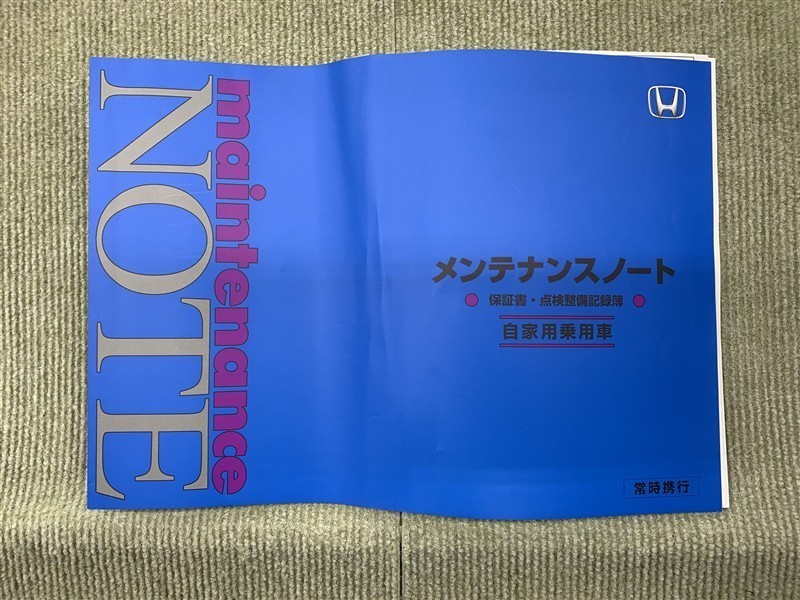 maintenance
NOTE
メンテナンスノート
保証書・点検整備記録簿
自家用乗用車
常時携行